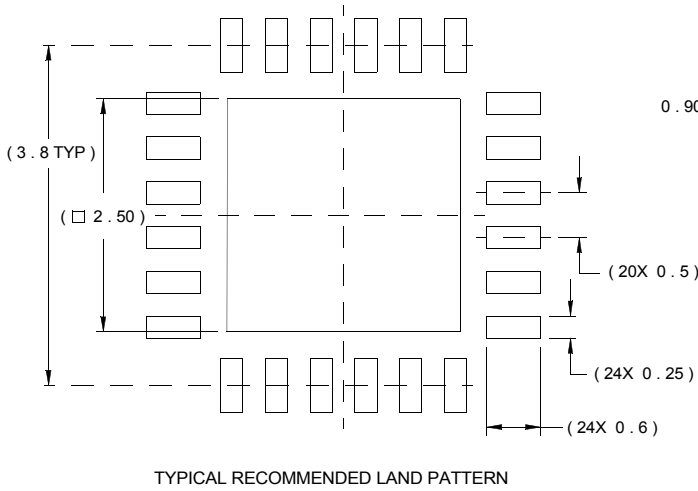 0.90
( 3 . 8 TYP )
( □ 2 . 50 )
( 20X 0 . 5 )
( 24X 0 . 25 )
( 24X 0 . 6 )
TYPICAL RECOMMENDED LAND PATTERN